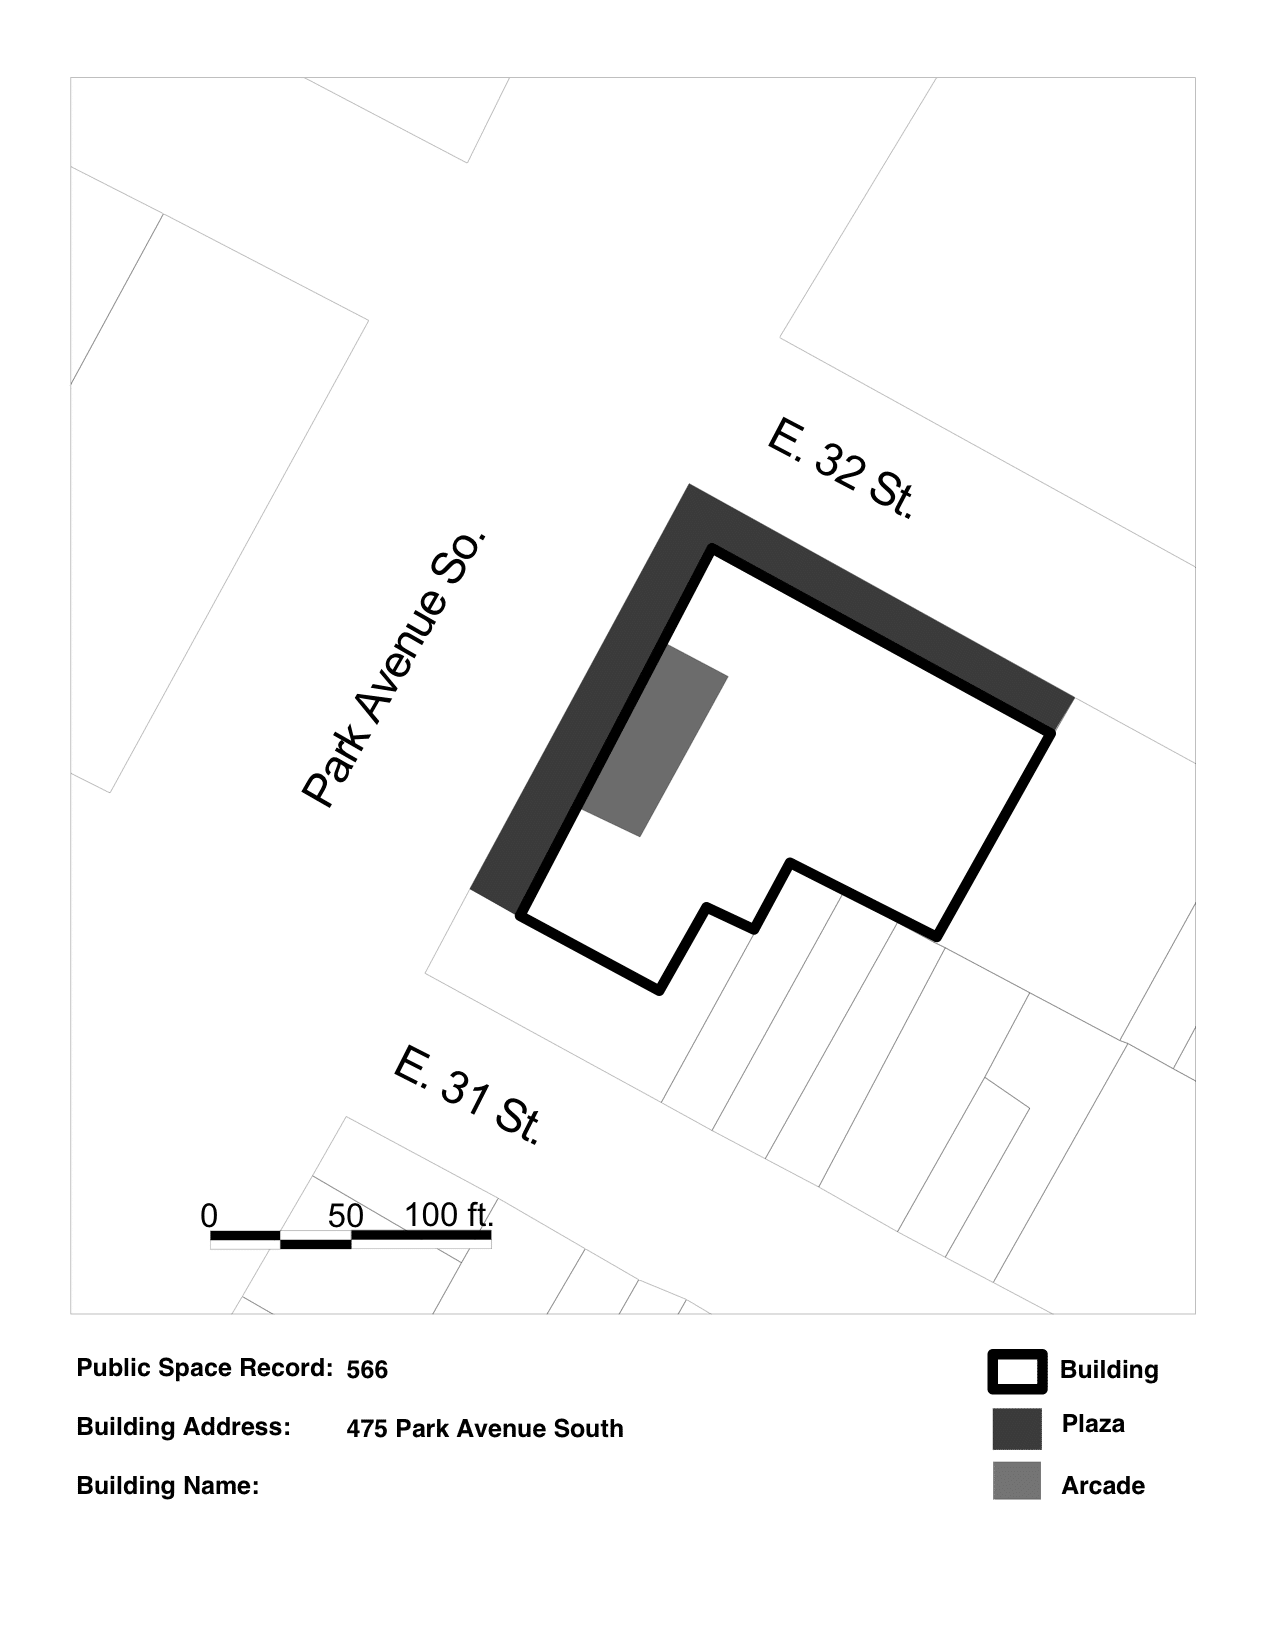 E. 32 St.
Park Avenue So.
E. 31 St.
0 50 100 ft.
Public Space Record: 566
Building Address: 475 Park Avenue South
Building Name:
Building
Plaza
Arcade